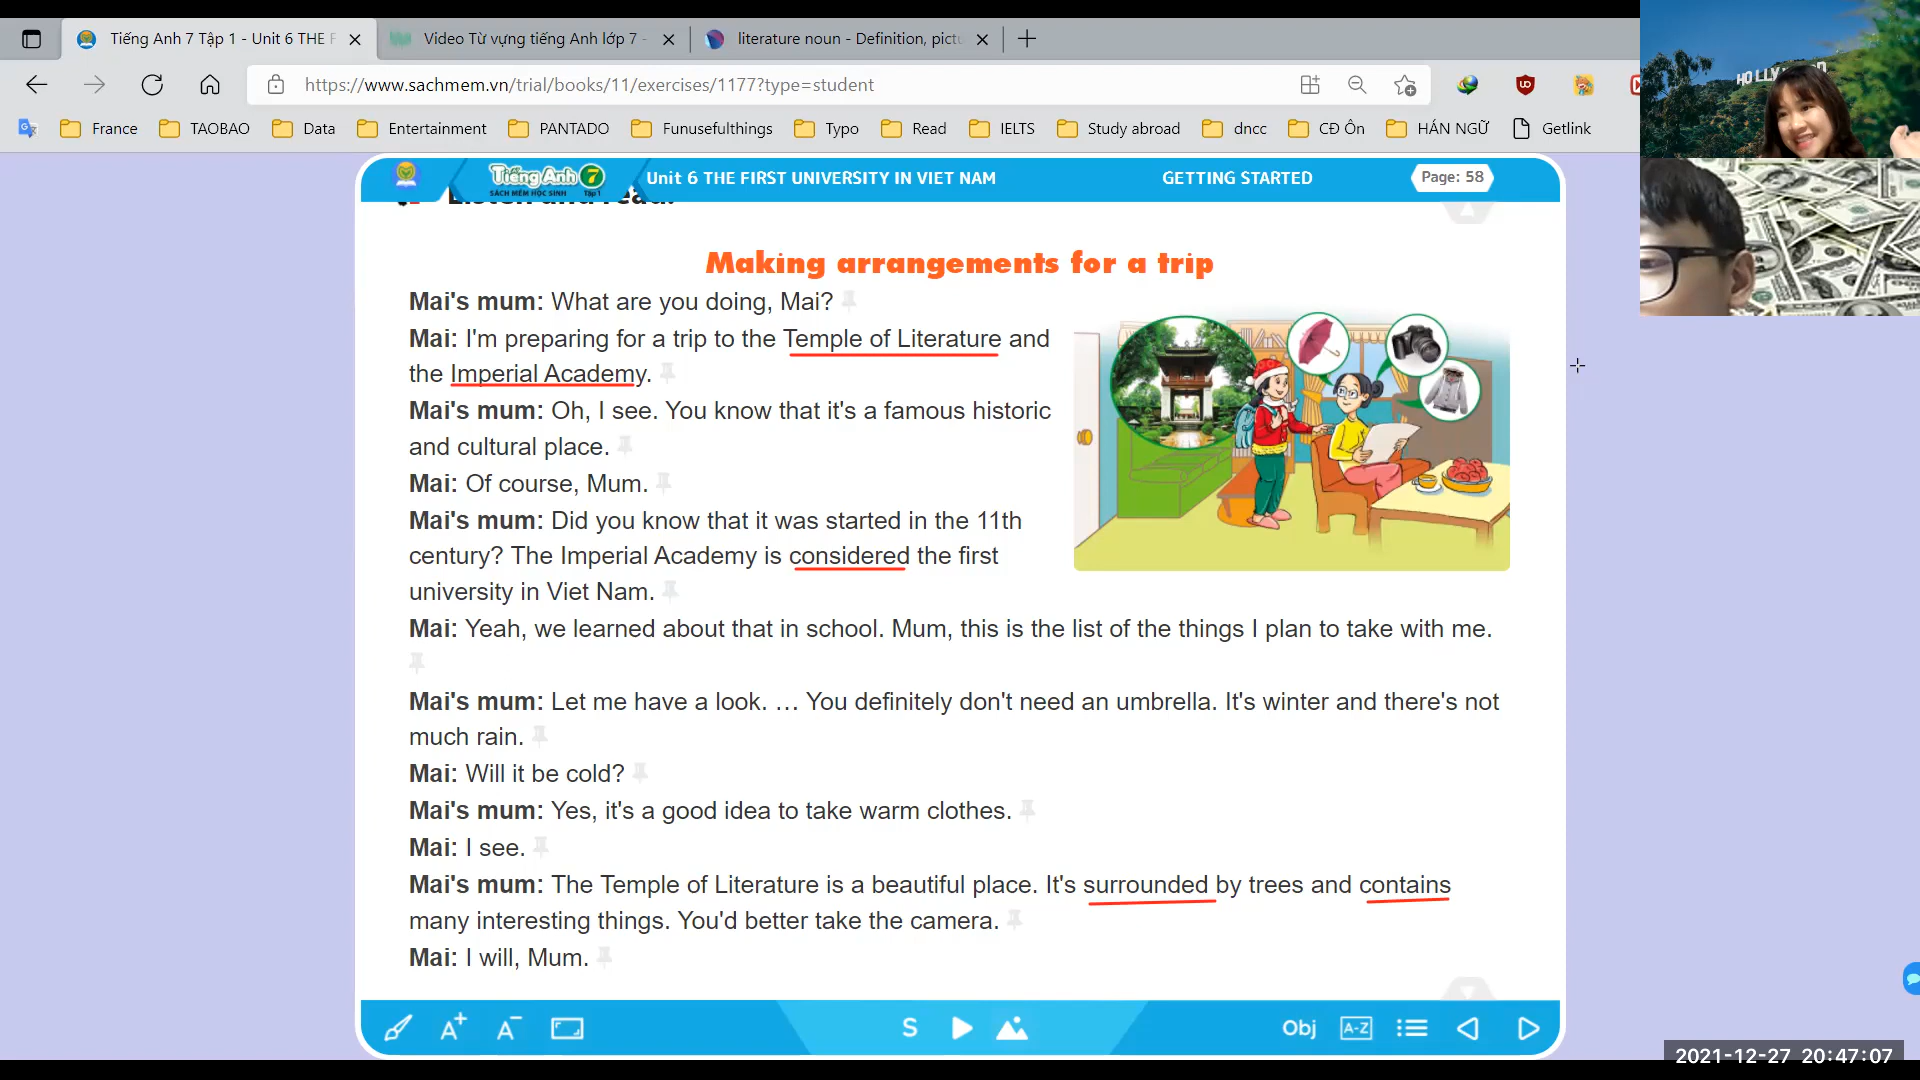 Tiếng Anh 7 Tập 1 - Unit 6 THE F
Video Từ vựng tiếng Anh lớp 7 -
literature noun - Definition, pictu
https://www.sachmem.vn/trial/books/11/exercises/1177?type=student
France TAOBAO Data Entertainment PANTADO Funusefulthings Typo Read IELTS Study abroad dncc CĐ Ôn HÁN NGỮ Getlink
Tiếng Anh 7
SÁCH MỀM HỌC SINH Tập 1
Unit 6 THE FIRST UNIVERSITY IN VIET NAM GETTING STARTED Page: 58
Listen and read.
Making arrangements for a trip
Mai's mum: What are you doing, Mai?
Mai: I'm preparing for a trip to the Temple of Literature and
the Imperial Academy.
Mai's mum: Oh, I see. You know that it's a famous historic
and cultural place.
Mai: Of course, Mum.
Mai's mum: Did you know that it was started in the 11th
century? The Imperial Academy is considered the first
university in Viet Nam.
Mai: Yeah, we learned about that in school. Mum, this is the list of the things I plan to take with me.
Mai's mum: Let me have a look. … You definitely don't need an umbrella. It's winter and there's not
much rain.
Mai: Will it be cold?
Mai's mum: Yes, it's a good idea to take warm clothes.
Mai: I see.
Mai's mum: The Temple of Literature is a beautiful place. It's surrounded by trees and contains
many interesting things. You'd better take the camera.
Mai: I will, Mum.
A+ A- S Obj A-Z
2021-12-27 20:47:07